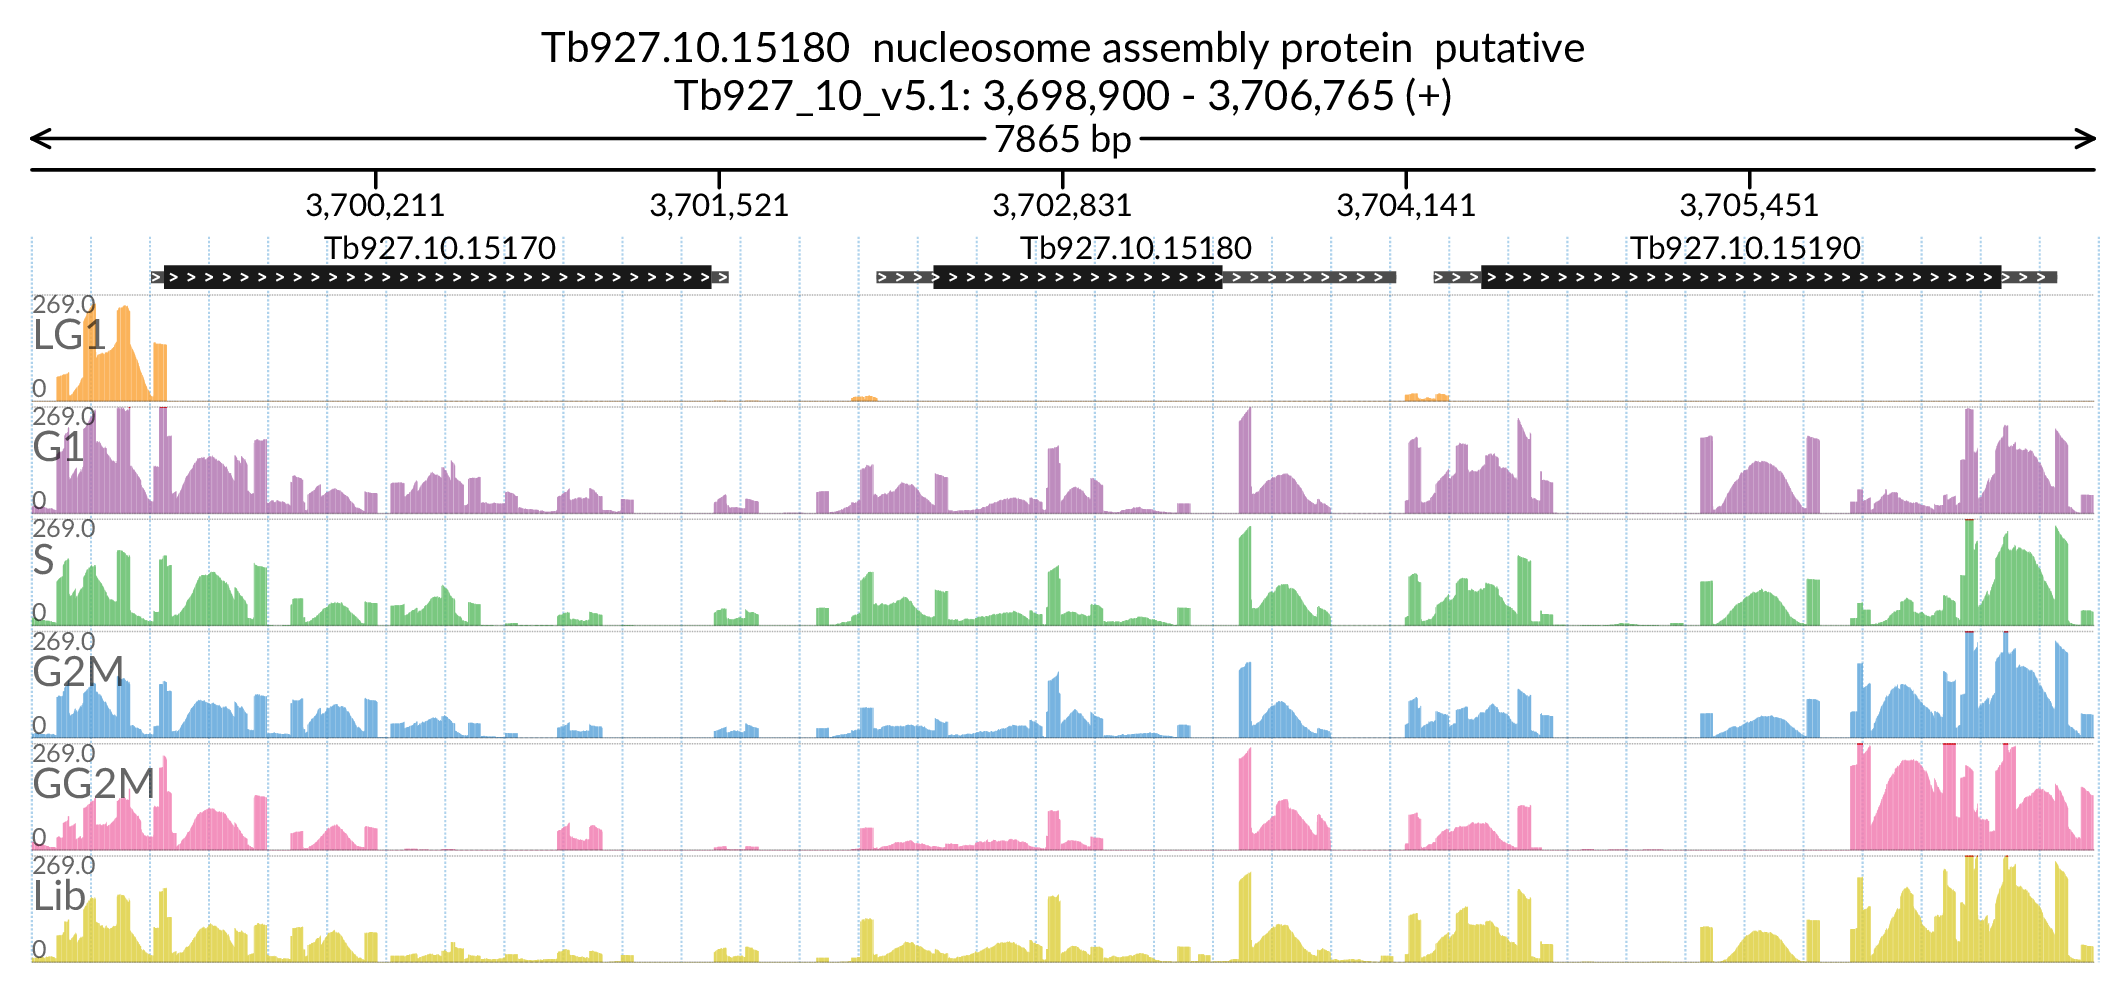 Tb927.10.15180  nucleosome assembly protein  putative
Tb927_10_v5.1: 3,698,900 - 3,706,765 (+)
7865 bp
3,700,211 3,701,521 3,702,831 3,704,141 3,705,451
Tb927.10.15170 Tb927.10.15180 Tb927.10.15190
269.0
LG1
0
269.0
G1
0
269.0
S
0
269.0
G2M
0
269.0
GG2M
0
269.0
Lib
0